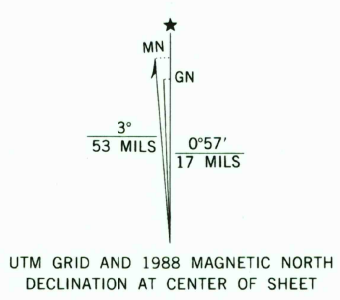 ★
MN
GN
3°
53 MILS
0°57′
17 MILS
UTM GRID AND 1988 MAGNETIC NORTH
DECLINATION AT CENTER OF SHEET